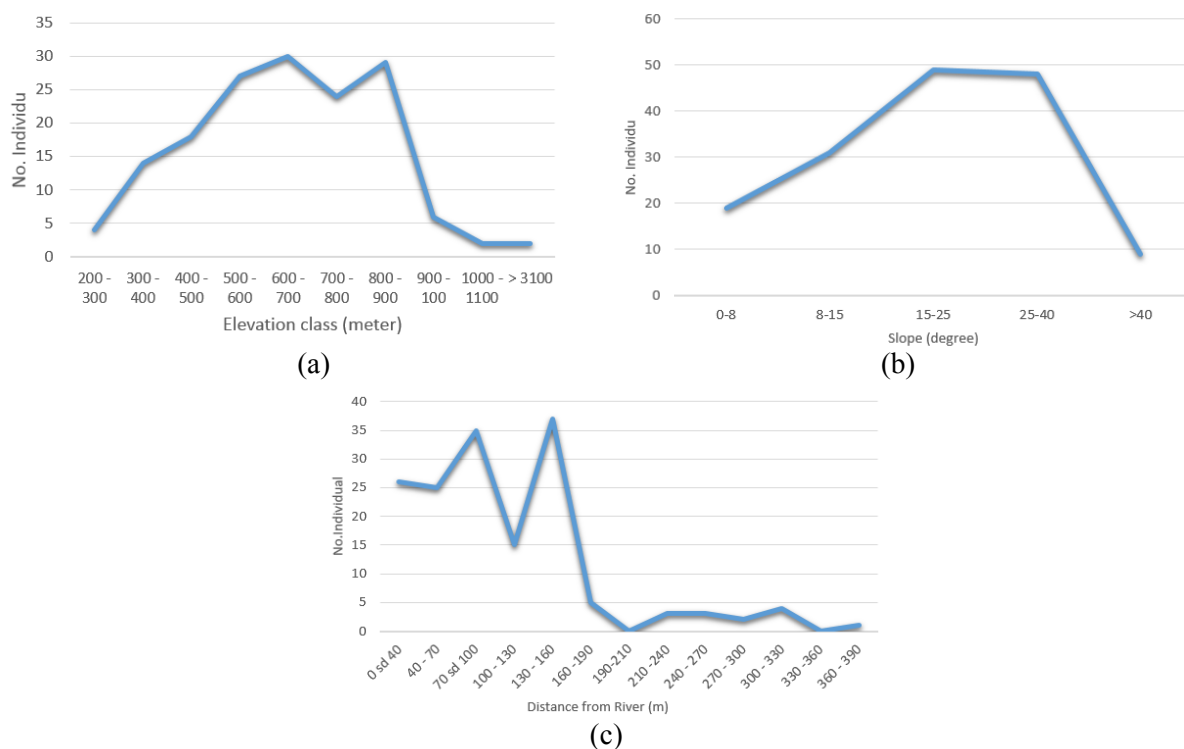 35
30
25
20
15
10
5
0
No. Individu
200 - 300 - 400 - 500 - 600 - 700 - 800 - 900 - 1000 - > 3100
300 400 500 600 700 800 900 100 1100
Elevation class (meter)
(a)
60
50
40
30
20
10
0
No. Individu
0-8 8-15 15-25 25-40 >40
Slope (degree)
(b)
40
35
30
25
20
15
10
5
0
No.Individual
0 sd 40
40 - 70
70 sd 100
100 - 130
130 - 160
160 -190
190-210
210 -240
240 - 270
270 - 300
300 - 330
330 -360
360 - 390
Distance from River (m)
(c)